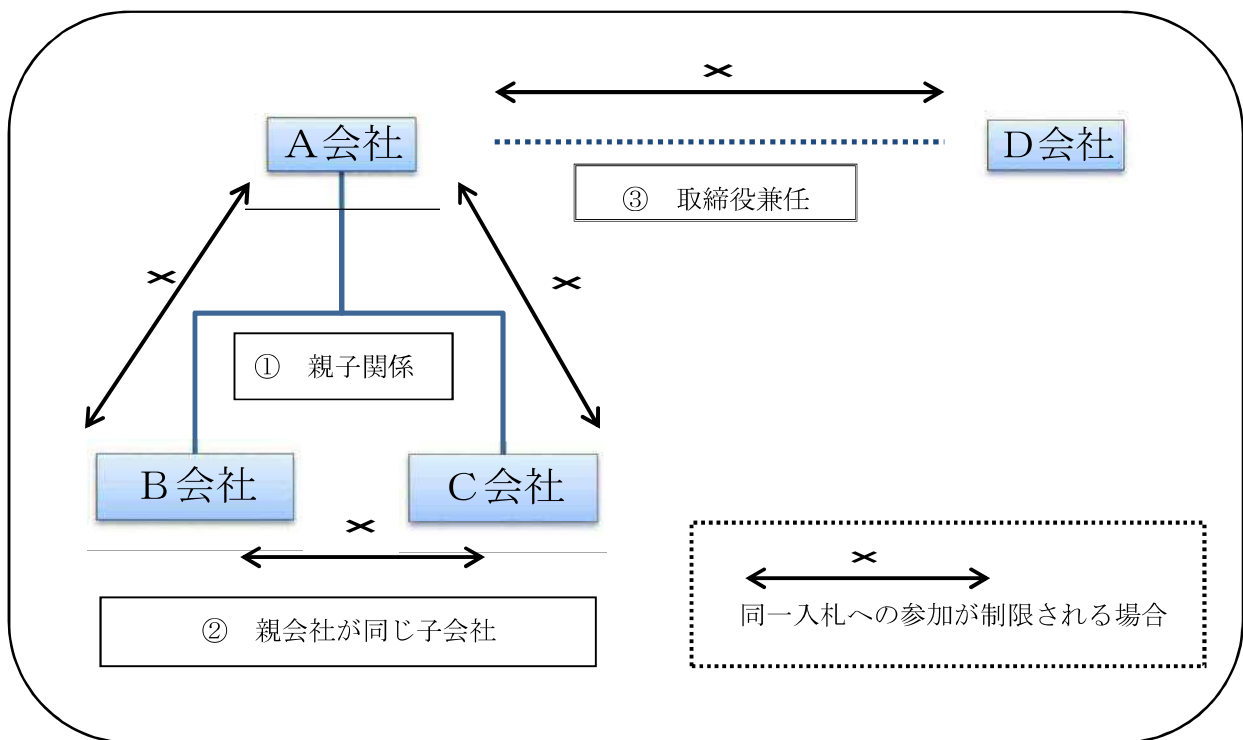 ×
A会社
D会社
③ 取締役兼任
×
×
① 親子関係
B会社
C会社
×
×
② 親会社が同じ子会社
同一入札への参加が制限される場合